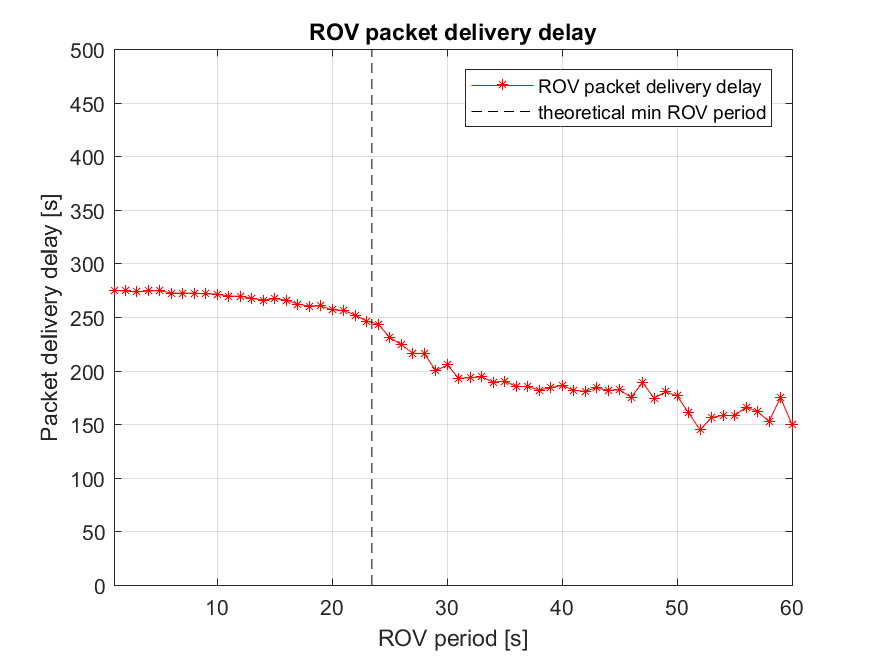 ROV packet delivery delay
500
450
400
350
300
250
200
150
100
50
0
Packet delivery delay [s]
ROV packet delivery delay
theoretical min ROV period
10 20 30 40 50 60
ROV period [s]